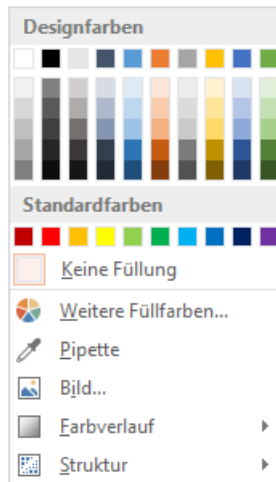 Designfarben
Standardfarben
Keine Füllung
Weitere Füllfarben...
Pipette
Bild...
Farbverlauf
Struktur